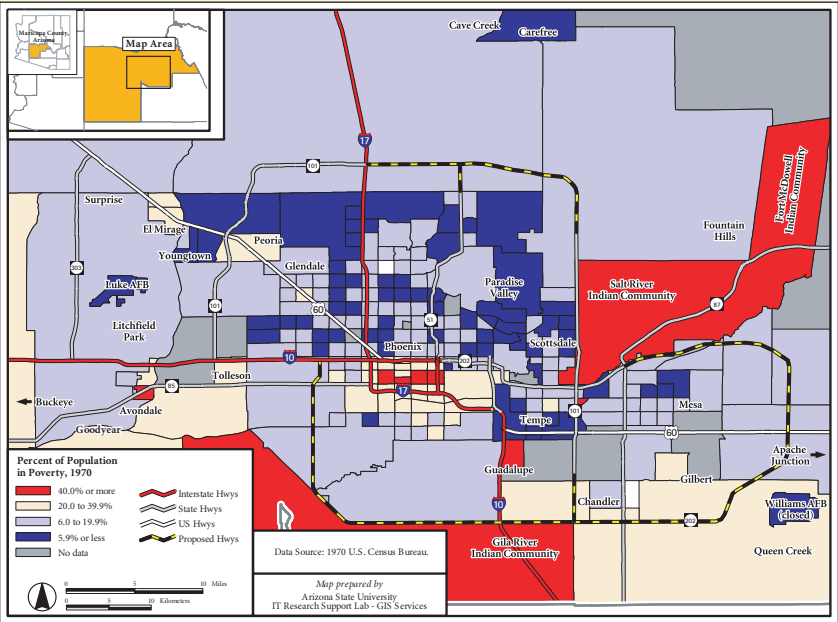 Maricopa County,
Arizona
Map Area
Cave Creek
Carefree
17
101
Fort McDowell
Indian Community
Surprise
El Mirage
Fountain
Hills
Peoria
Youngtown
Glendale
303
Luke AFB
Paradise
Valley
Salt River
Indian Community
87
101
60
51
Litchfield
Park
Phoenix
Scottsdale
10
202
Tolleson
85
17
Buckeye
Avondale
Mesa
101
Tempe
Goodyear
60
Apache
Junction
Guadalupe
Gilbert
Chandler
10
Williams AFB
(closed)
202
Gila River
Indian Community
Queen Creek
Percent of Population
in Poverty, 1970
40.0% or more
20.0 to 39.9%
6.0 to 19.9%
5.9% or less
No data
Interstate Hwys
State Hwys
US Hwys
Proposed Hwys
Data Source: 1970 U.S. Census Bureau.
Map prepared by
Arizona State University
IT Research Support Lab - GIS Services
0 5 10 Miles
0 5 10 Kilometers